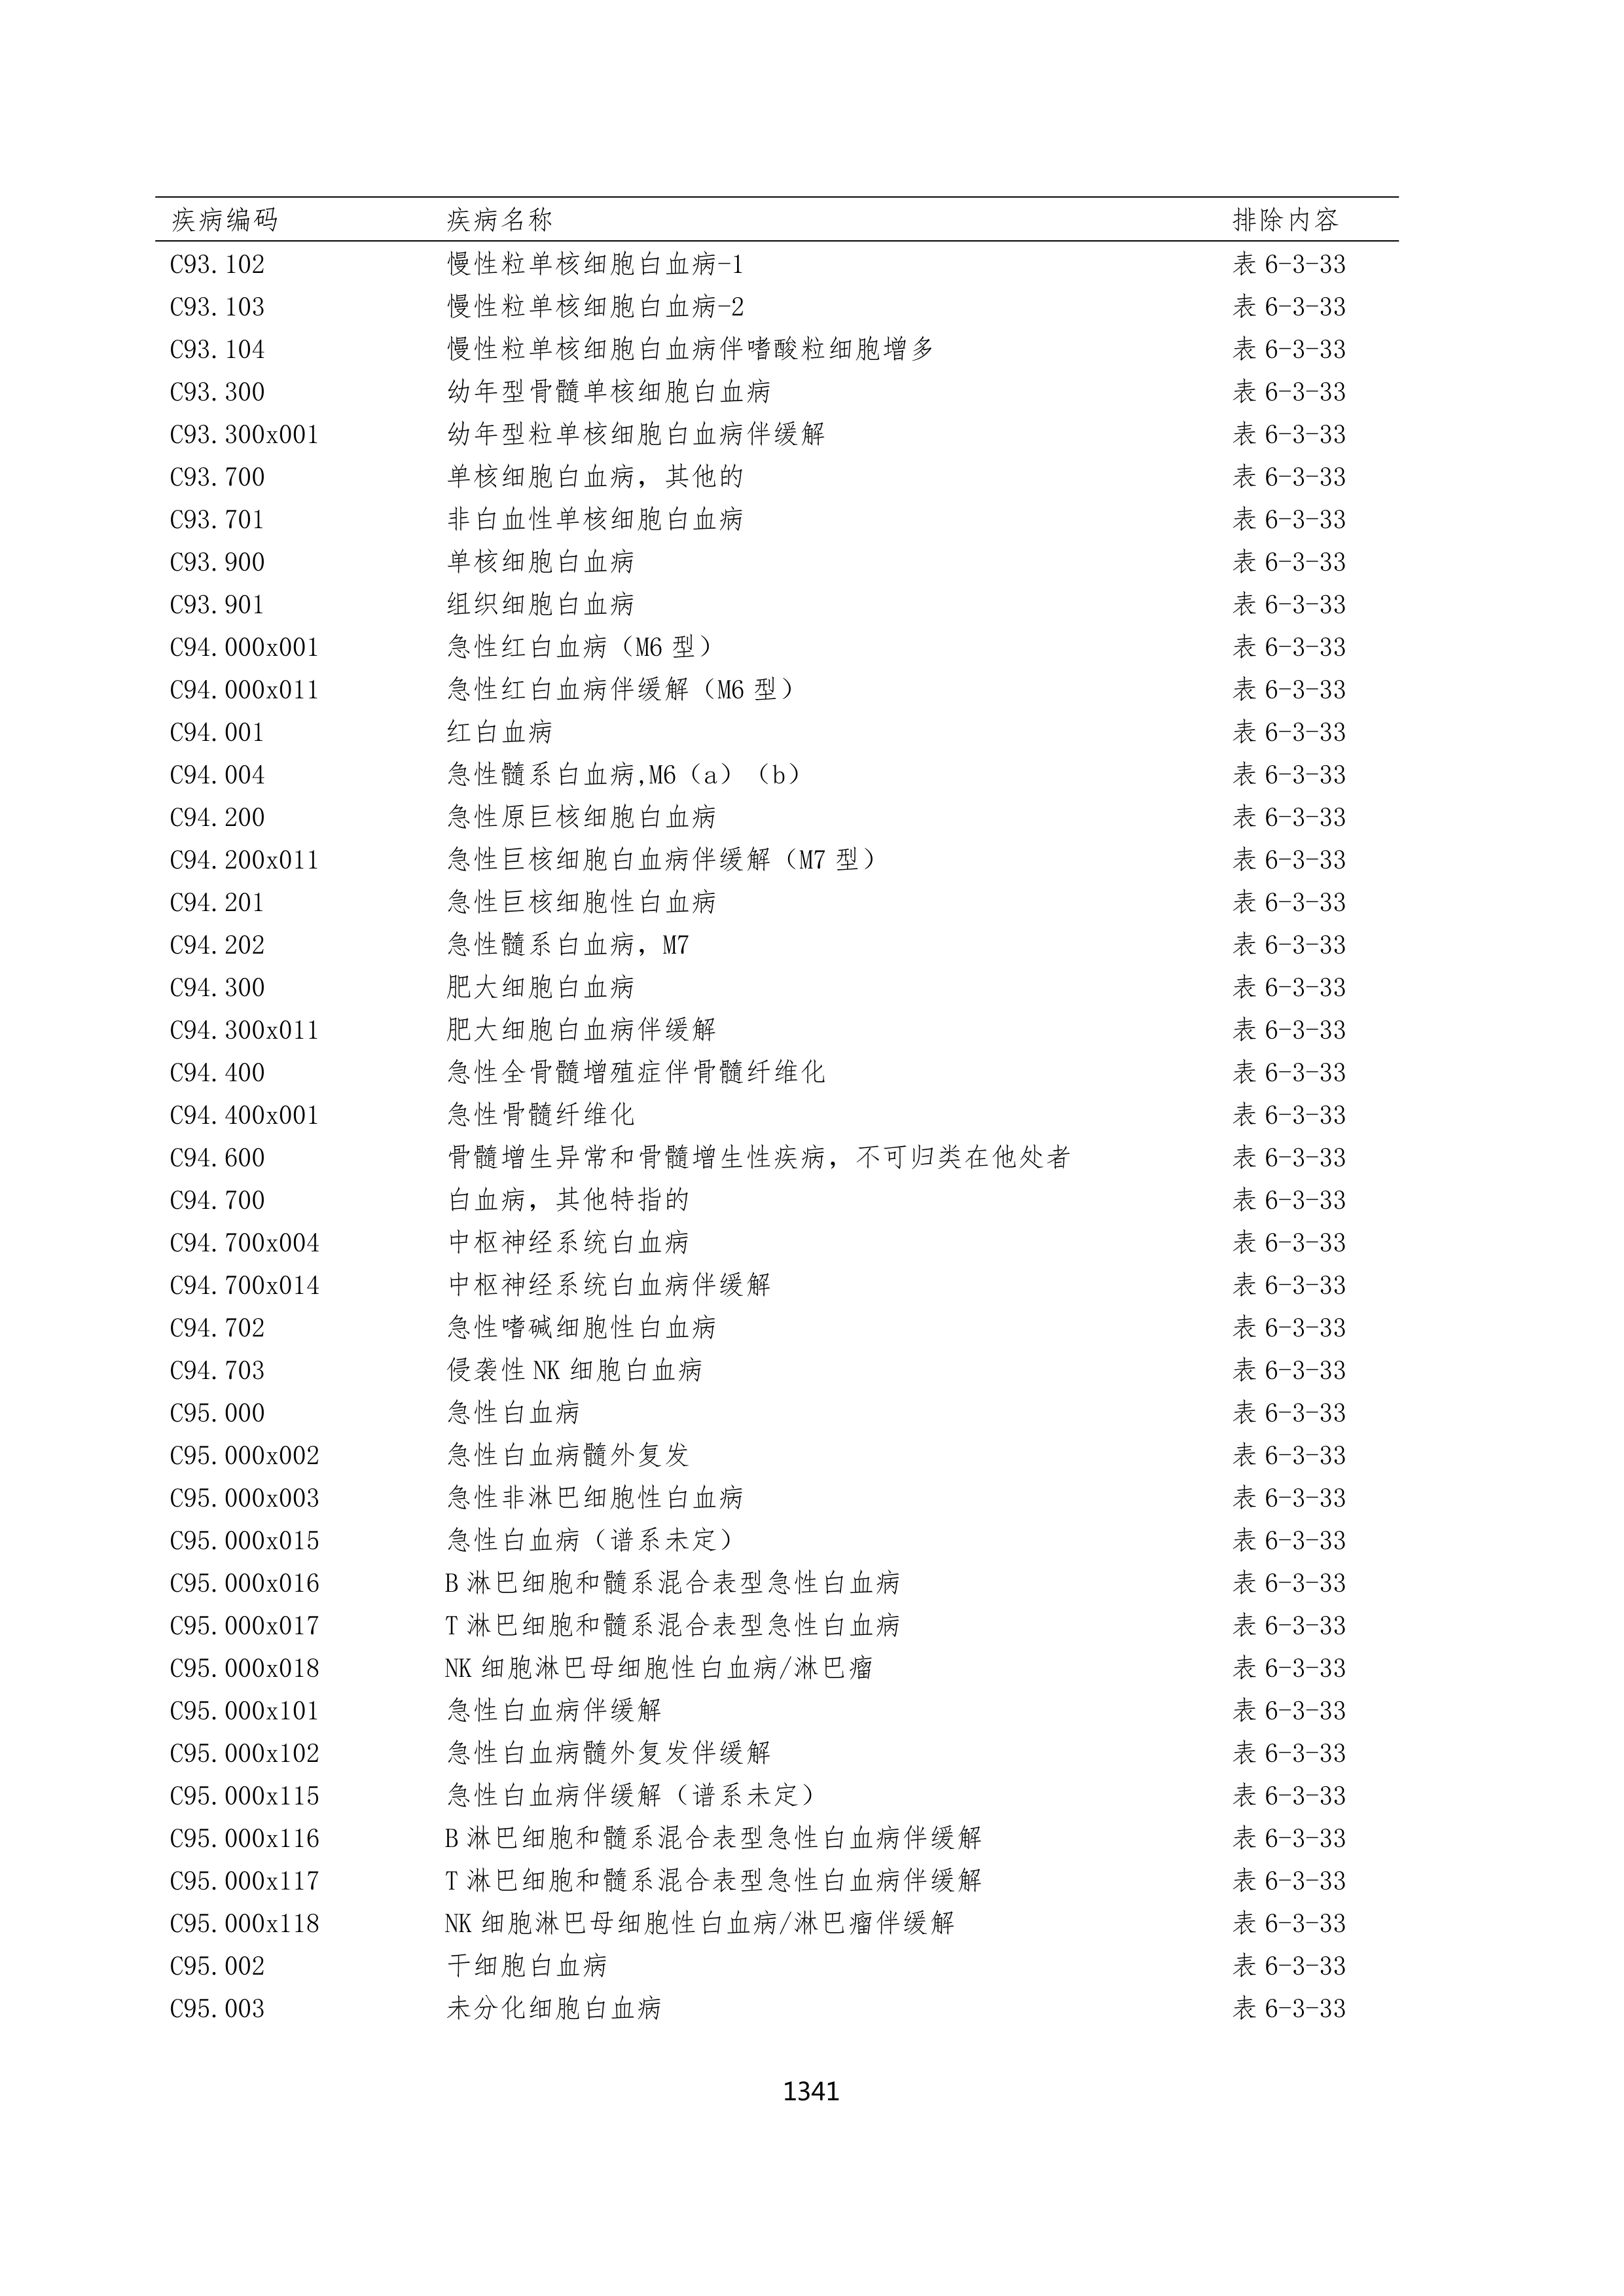 疾病编码 疾病名称 排除内容
C93.102 慢性粒单核细胞白血病-1 表 6-3-33
C93.103 慢性粒单核细胞白血病-2 表 6-3-33
C93.104 慢性粒单核细胞白血病伴嗜酸粒细胞增多 表 6-3-33
C93.300 幼年型骨髓单核细胞白血病 表 6-3-33
C93.300x001 幼年型粒单核细胞白血病伴缓解 表 6-3-33
C93.700 单核细胞白血病，其他的 表 6-3-33
C93.701 非白血性单核细胞白血病 表 6-3-33
C93.900 单核细胞白血病 表 6-3-33
C93.901 组织细胞白血病 表 6-3-33
C94.000x001 急性红白血病（M6 型） 表 6-3-33
C94.000x011 急性红白血病伴缓解（M6 型） 表 6-3-33
C94.001 红白血病 表 6-3-33
C94.004 急性髓系白血病,M6（a）（b） 表 6-3-33
C94.200 急性原巨核细胞白血病 表 6-3-33
C94.200x011 急性巨核细胞白血病伴缓解（M7 型） 表 6-3-33
C94.201 急性巨核细胞性白血病 表 6-3-33
C94.202 急性髓系白血病，M7 表 6-3-33
C94.300 肥大细胞白血病 表 6-3-33
C94.300x011 肥大细胞白血病伴缓解 表 6-3-33
C94.400 急性全骨髓增殖症伴骨髓纤维化 表 6-3-33
C94.400x001 急性骨髓纤维化 表 6-3-33
C94.600 骨髓增生异常和骨髓增生性疾病，不可归类在他处者 表 6-3-33
C94.700 白血病，其他特指的 表 6-3-33
C94.700x004 中枢神经系统白血病 表 6-3-33
C94.700x014 中枢神经系统白血病伴缓解 表 6-3-33
C94.702 急性嗜碱细胞性白血病 表 6-3-33
C94.703 侵袭性 NK 细胞白血病 表 6-3-33
C95.000 急性白血病 表 6-3-33
C95.000x002 急性白血病髓外复发 表 6-3-33
C95.000x003 急性非淋巴细胞性白血病 表 6-3-33
C95.000x015 急性白血病（谱系未定） 表 6-3-33
C95.000x016 B 淋巴细胞和髓系混合表型急性白血病 表 6-3-33
C95.000x017 T 淋巴细胞和髓系混合表型急性白血病 表 6-3-33
C95.000x018 NK 细胞淋巴母细胞性白血病/淋巴瘤 表 6-3-33
C95.000x101 急性白血病伴缓解 表 6-3-33
C95.000x102 急性白血病髓外复发伴缓解 表 6-3-33
C95.000x115 急性白血病伴缓解（谱系未定） 表 6-3-33
C95.000x116 B 淋巴细胞和髓系混合表型急性白血病伴缓解 表 6-3-33
C95.000x117 T 淋巴细胞和髓系混合表型急性白血病伴缓解 表 6-3-33
C95.000x118 NK 细胞淋巴母细胞性白血病/淋巴瘤伴缓解 表 6-3-33
C95.002 干细胞白血病 表 6-3-33
C95.003 未分化细胞白血病 表 6-3-33
1341